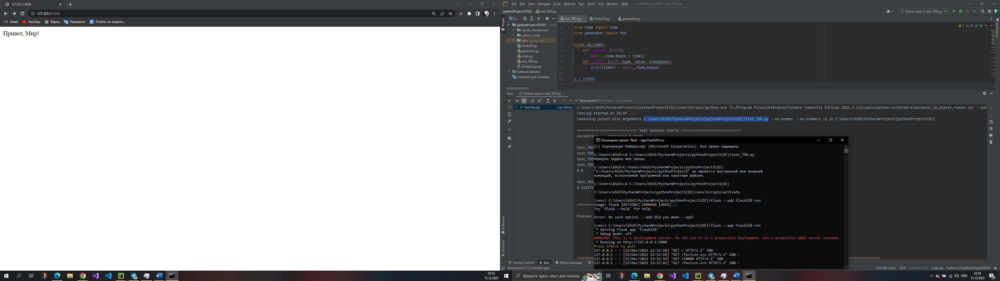 127.0.0.1:5000
127.0.0.1:5000
Gmail YouTube Карты Перевести Ответы на теорети...
Привет, Мир!
22:53
15.12.2022
File Edit View Navigate Code Refactor Run Tools VCS Window Help pythonProject3(DZ) - test_TDD.py
pythonProject3(DZ) test_TDD.py
Python tests in test_TDD.py
Project
P...
test_TDD.py Flask228.py generator.py
pythonProject3(DZ) C:\User
.ipynb_checkpoints
.pytest_cache
venv library root
Flask228.py
generator.py
main.py
test_TDD.py
Untitled.ipynb
External Libraries
Scratches and Consoles
1 13 14
Notifications
2 import pytest
3 from time import time
4 from generator import fib
5
6 class cm_timer:
7 def __enter__(self):
8 self.__time_begin = time()
9 def __exit__(self, type, value, traceback):
10 print(time() - self.__time_begin)
11
12 c = 100000
Run: Python tests in test_TDD.py
Tests passed: 5 of 5 tests – 1 sec 923 ms
Test Results 1 sec 923 ms
C:\Users\ASUS\PycharmProjects\pythonProject3(DZ)\venv\Scripts\python.exe "C:/Program Files/JetBrains/PyCharm Community Edition 2022.2.1/plugins/python-ce/helpers/pycharm/_jb_pytest_runner.py" --pat
Testing started at 22:49 ...
Launching pytest with arguments C:/Users/ASUS/PycharmProjects/pythonProject3(DZ)/test_TDD.py --no-header --no-summary -q in C:\Users\ASUS\PycharmProjects\pythonProject3(DZ)
============================= test session starts =============================
collecting ... collected 5 items
test_TDD
test_TDD
test_TDD
test_TDD
0.0
test_TDD
0.233375
========
Process
Командная строка - flask --app Flask228 run
(c) Корпорация Майкрософт (Microsoft Corporation). Все права защищены.
C:\Users\ASUS>cd C:/Users/ASUS/PycharmProjects/pythonProject3(DZ)/test_TDD.py
Неверно задано имя папки.
C:\Users\ASUS>C:/Users/ASUS/PycharmProjects/pythonProject3(DZ)
"C:/Users/ASUS/PycharmProjects/pythonProject3" не является внутренней или внешней
командой, исполняемой программой или пакетным файлом.
C:\Users\ASUS>cd C:/Users/ASUS/PycharmProjects/pythonProject3(DZ)
C:\Users\ASUS\PycharmProjects\pythonProject3(DZ)>venv\Scripts\activate
(venv) C:\Users\ASUS\PycharmProjects\pythonProject3(DZ)>flask --add Flask228 run
Usage: flask [OPTIONS] COMMAND [ARGS]...
Try 'flask --help' for help.
Error: No such option: --add Did you mean --app?
(venv) C:\Users\ASUS\PycharmProjects\pythonProject3(DZ)>flask --app Flask228 run
* Serving Flask app 'Flask228'
* Debug mode: off
WARNING: This is a development server. Do not use it in a production deployment. Use a production WSGI server instead.
* Running on http://127.0.0.1:5000
Press CTRL+C to quit
127.0.0.1 - - [15/Dec/2022 22:52:18] "GET / HTTP/1.1" 200 -
127.0.0.1 - - [15/Dec/2022 22:52:18] "GET /favicon.ico HTTP/1.1" 200 -
127.0.0.1 - - [15/Dec/2022 22:52:34] "GET /10000 HTTP/1.1" 200 -
127.0.0.1 - - [15/Dec/2022 22:52:41] "GET /favicon.ico HTTP/1.1" 200 -
Bookmarks
Structure
Version Control Run Python Packages
Tests passed: 5 (3 minutes ago)
3:33 (60 chars) CRLF windows-1251 4 spaces Python 3.9 (pythonProject3(DZ))
Введите здесь текст для поиска
ENG
22:53
15.12.2022